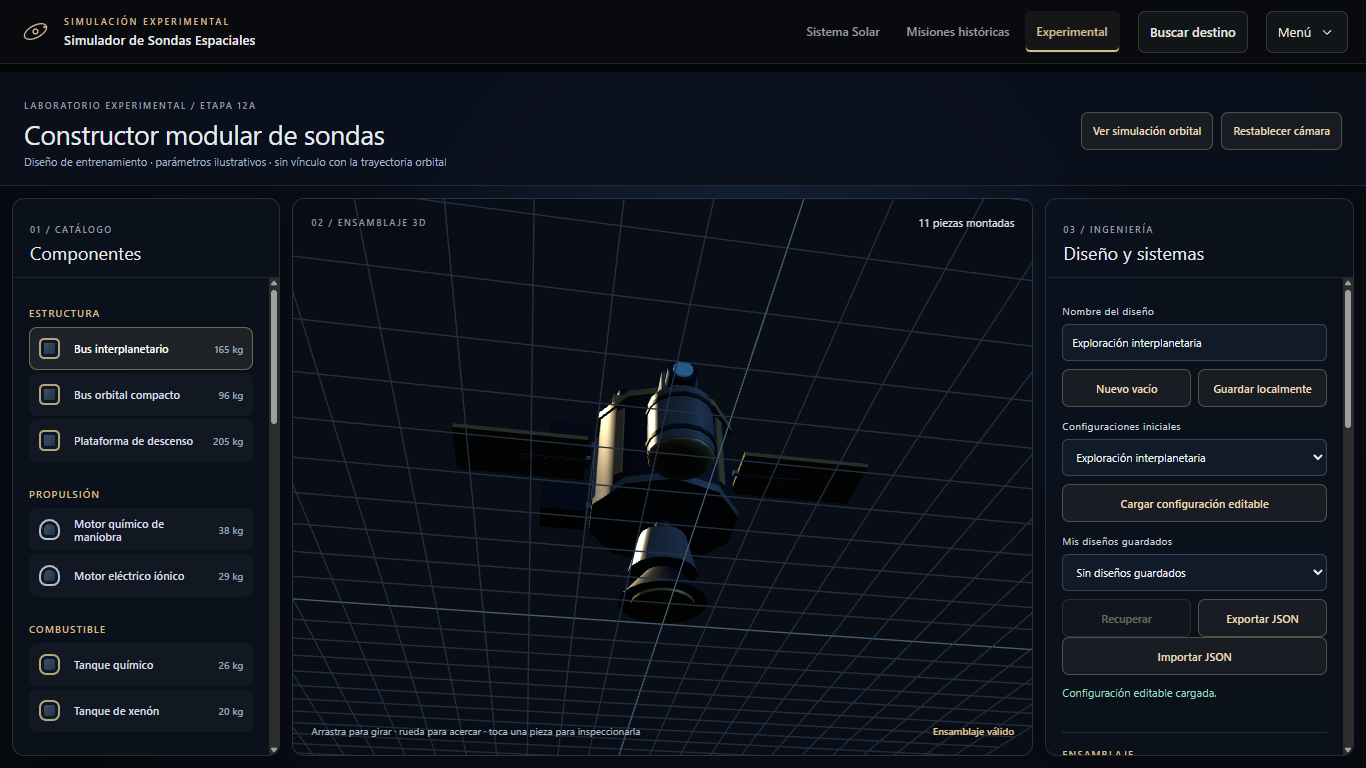 SIMULACIÓN EXPERIMENTAL
Simulador de Sondas Espaciales
Sistema Solar
Misiones históricas
Experimental
Buscar destino
Menú
LABORATORIO EXPERIMENTAL / ETAPA 12A
Constructor modular de sondas
Diseño de entrenamiento · parámetros ilustrativos · sin vínculo con la trayectoria orbital
Ver simulación orbital
Restablecer cámara
01 / CATÁLOGO
Componentes
ESTRUCTURA
Bus interplanetario 165 kg
Bus orbital compacto 96 kg
Plataforma de descenso 205 kg
PROPULSIÓN
Motor químico de
maniobra 38 kg
Motor eléctrico iónico 29 kg
COMBUSTIBLE
Tanque químico 26 kg
Tanque de xenón 20 kg
02 / ENSAMBLAJE 3D
11 piezas montadas
Arrastra para girar · rueda para acercar · toca una pieza para inspeccionarla
Ensamblaje válido
03 / INGENIERÍA
Diseño y sistemas
Nombre del diseño
Exploración interplanetaria
Nuevo vacío
Guardar localmente
Configuraciones iniciales
Exploración interplanetaria
Cargar configuración editable
Mis diseños guardados
Sin diseños guardados
Recuperar
Exportar JSON
Importar JSON
Configuración editable cargada.
ENSAMBLAJE